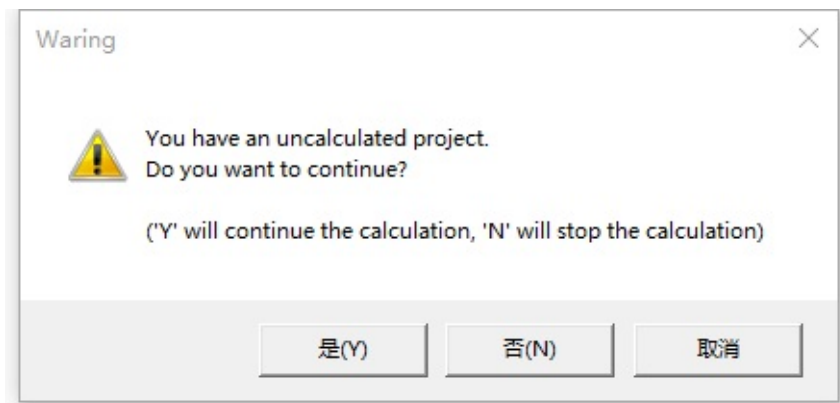 Waring
You have an uncalculated project.
Do you want to continue?
('Y' will continue the calculation, 'N' will stop the calculation)
是(Y) 否(N) 取消